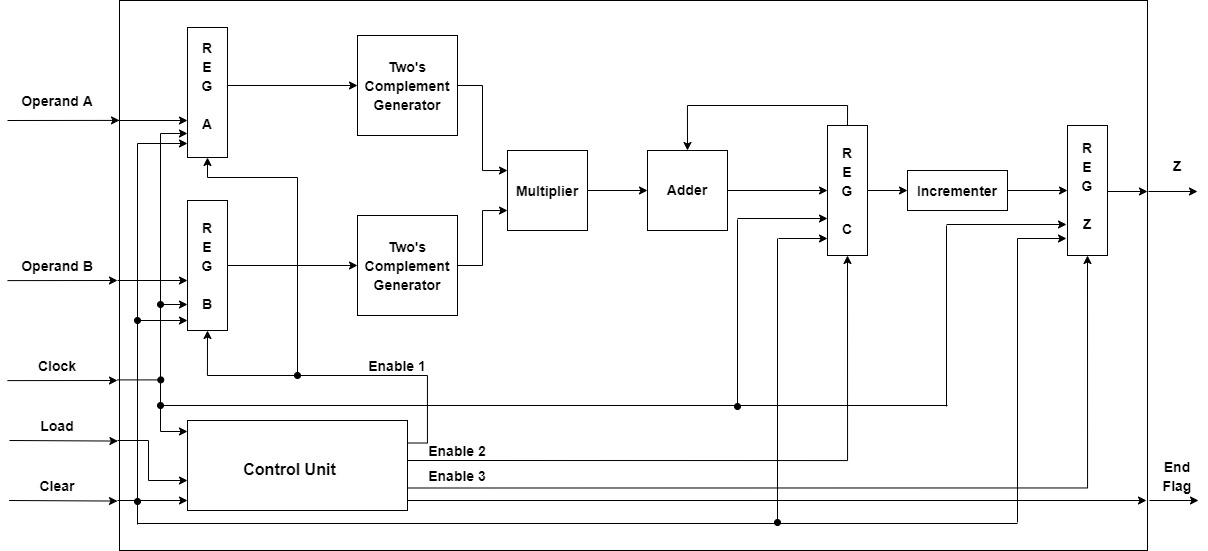 R
E
G
A
Two's
Complement
Generator
Operand A
Multiplier
Adder
R
E
G
C
Incrementer
R
E
G
Z
Z
R
E
G
B
Two's
Complement
Generator
Operand B
Clock
Enable 1
Load
Control Unit
Enable 2
Enable 3
Clear
End
Flag